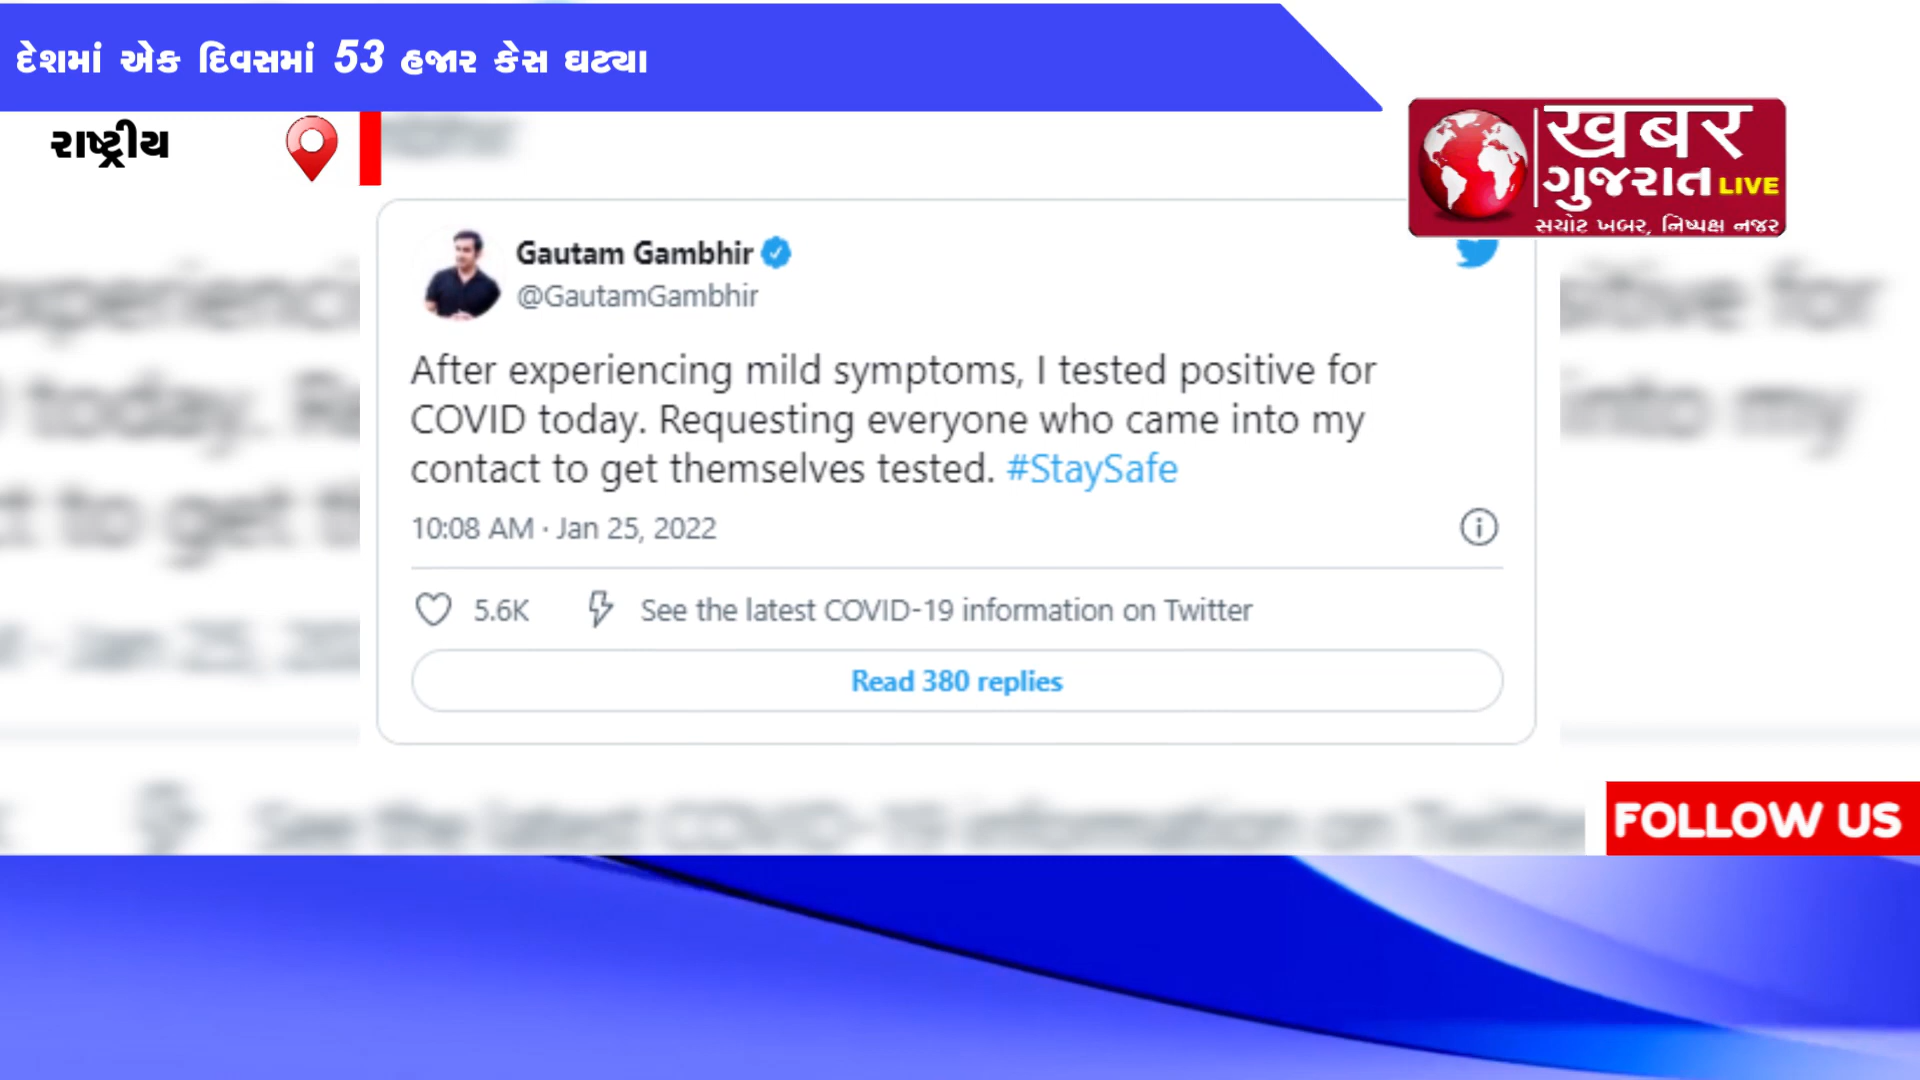 દેશમાં એક દિવસમાં 53 હજાર કેસ ઘટ્યા
રાષ્ટ્રીય
खबर
ગુજરાત LIVE
સચોટ ખબર, નિષ્પક્ષ નજર
Gautam Gambhir
@GautamGambhir
After experiencing mild symptoms, I tested positive for
COVID today. Requesting everyone who came into my
contact to get themselves tested. #StaySafe
10:08 AM · Jan 25, 2022
5.6K See the latest COVID-19 information on Twitter
Read 380 replies
FOLLOW US